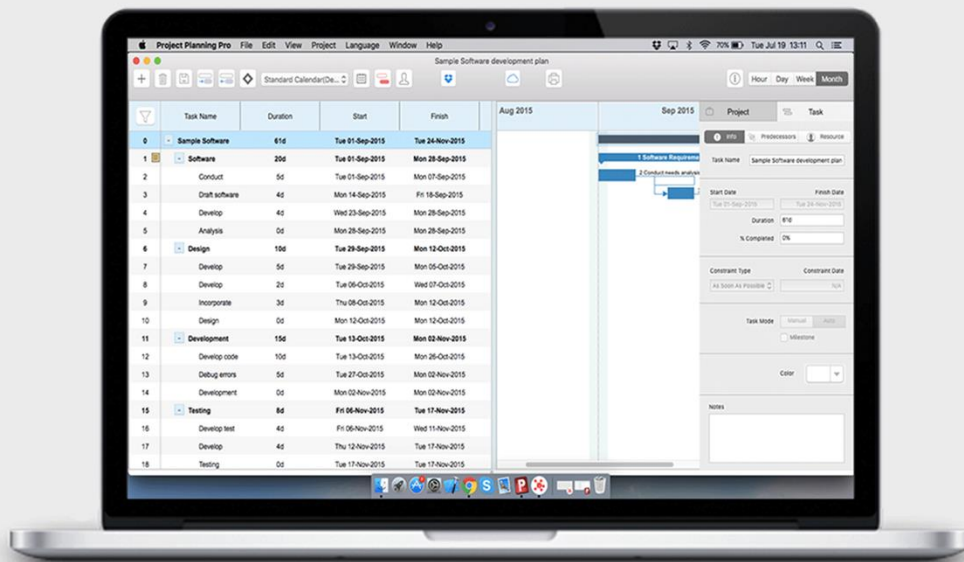 Project Planning Pro File Edit View Project Language Window Help 70% Tue Jul 19 13:11
Sample Software development plan
Standard Calendar(De... Hour Day Week Month
Task Name Duration Start Finish Aug 2015 Sep 2015 Project Task
0 Sample Software 61d Tue 01-Sep-2015 Tue 24-Nov-2015
Info Predecessors Resource
1 Software 20d Tue 01-Sep-2015 Mon 28-Sep-2015 1 Software Requireme
Task Name Sample Software development plan
2 Conduct 5d Tue 01-Sep-2015 Mon 07-Sep-2015 2 Conduct needs analysis
3 Draft software 4d Mon 14-Sep-2015 Fri 18-Sep-2015
Start Date Finish Date
Tue 01-Sep-2015 Tue 24-Nov-2015
4 Develop 4d Wed 23-Sep-2015 Mon 28-Sep-2015
Duration 61d
5 Analysis 0d Mon 28-Sep-2015 Mon 28-Sep-2015
% Completed 0%
6 Design 10d Tue 29-Sep-2015 Mon 12-Oct-2015
7 Develop 5d Tue 29-Sep-2015 Mon 05-Oct-2015
Constraint Type Constraint Date
8 Develop 2d Tue 06-Oct-2015 Wed 07-Oct-2015
As Soon As Possible N/A
9 Incorporate 3d Thu 08-Oct-2015 Mon 12-Oct-2015
10 Design 0d Mon 12-Oct-2015 Mon 12-Oct-2015
Task Mode Manual Auto
11 Development 15d Tue 13-Oct-2015 Mon 02-Nov-2015
Milestone
12 Develop code 10d Tue 13-Oct-2015 Mon 26-Oct-2015
13 Debug errors 5d Tue 27-Oct-2015 Mon 02-Nov-2015
Color
14 Development 0d Mon 02-Nov-2015 Mon 02-Nov-2015
15 Testing 8d Fri 06-Nov-2015 Tue 17-Nov-2015
Notes
16 Develop test 4d Fri 06-Nov-2015 Wed 11-Nov-2015
17 Develop 4d Thu 12-Nov-2015 Tue 17-Nov-2015
18 Testing 0d Tue 17-Nov-2015 Tue 17-Nov-2015